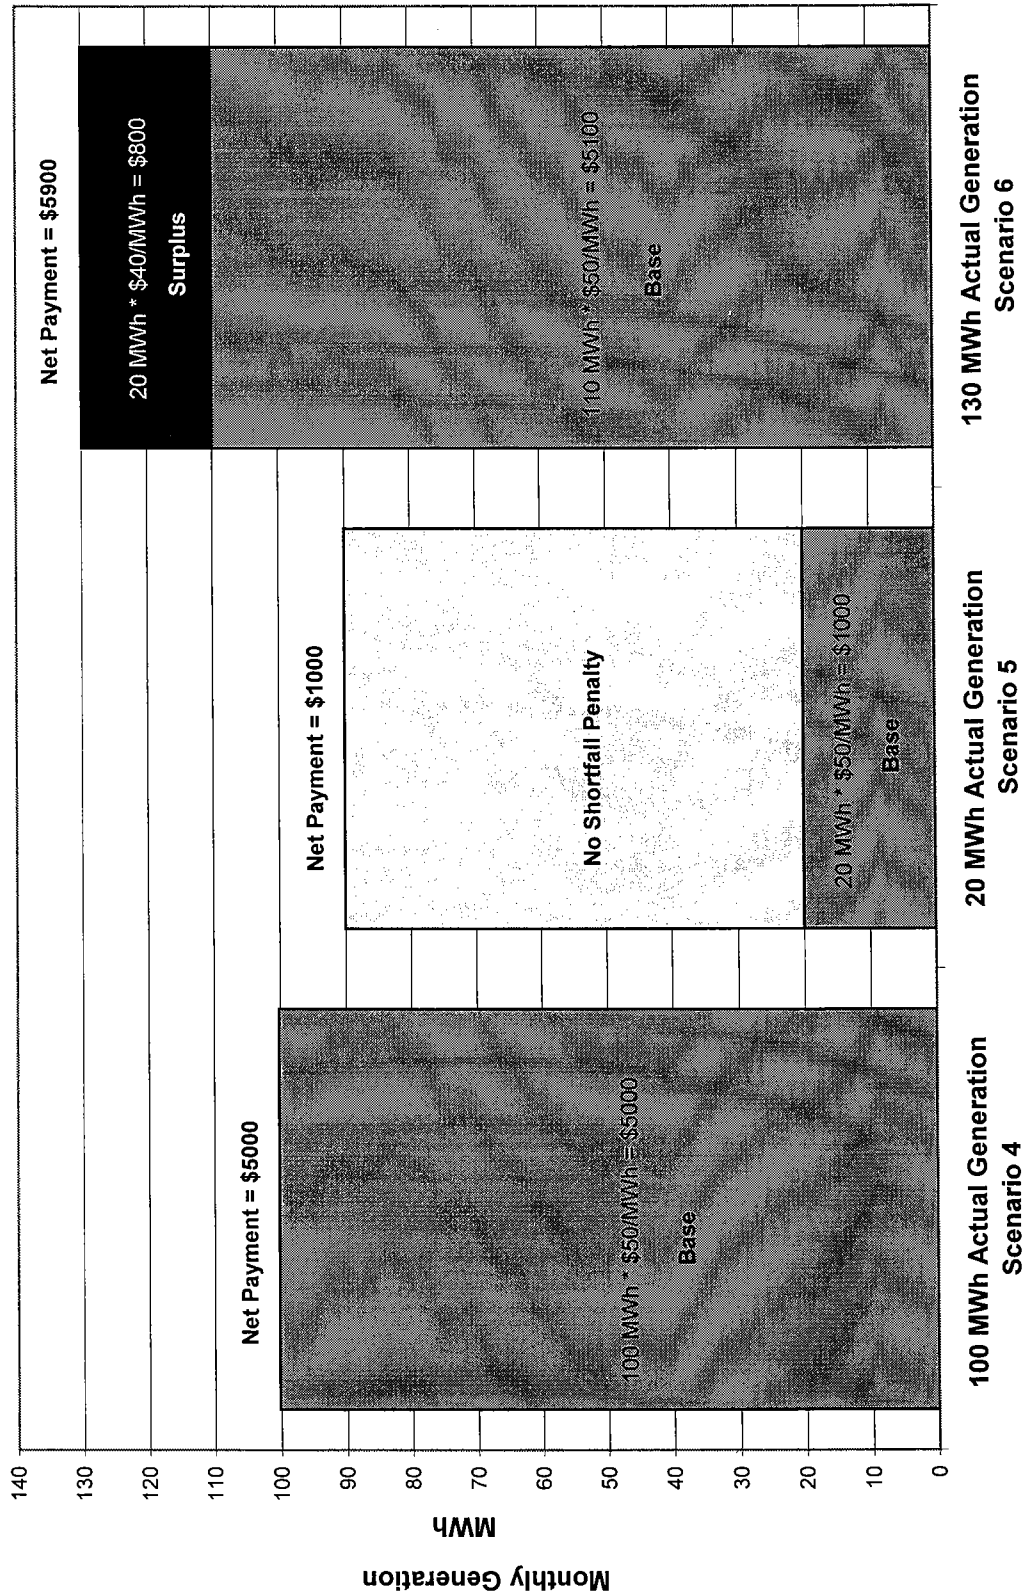 Monthly Generation
MWh
140
130
120
110
100
90
80
70
60
50
40
30
20
10
0
Net Payment = $5000
100 MWh * $50/MWh = $5000
Base
100 MWh Actual Generation
Scenario 4
Net Payment = $1000
No Shortfall Penalty
20 MWh * $50/MWh = $1000
Base
20 MWh Actual Generation
Scenario 5
Net Payment = $5900
20 MWh * $40/MWh = $800
Surplus
110 MWh * $50/MWh = $5100
Base
130 MWh Actual Generation
Scenario 6